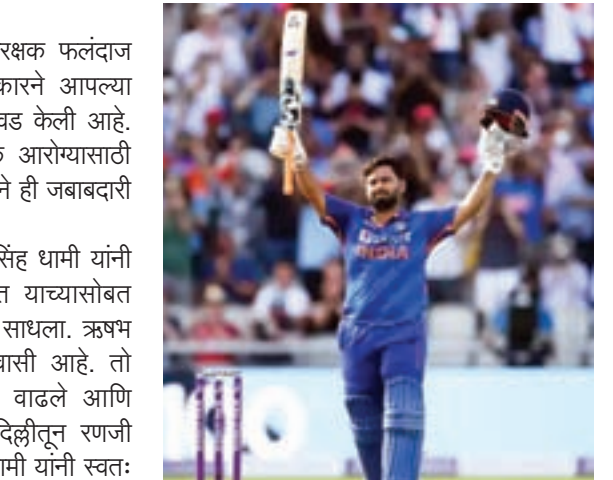 रक्षक फलंदाज
कारने आपल्या
वड केली आहे.
आरोग्यासाठी
ने ही जबाबदारी
सिंह धामी यांनी
त याच्यासोबत
साधला. ऋषभ
वासी आहे. तो
वाढले आणि
दिल्लीतून रणजी
ामी यांनी स्वतः
INDIA